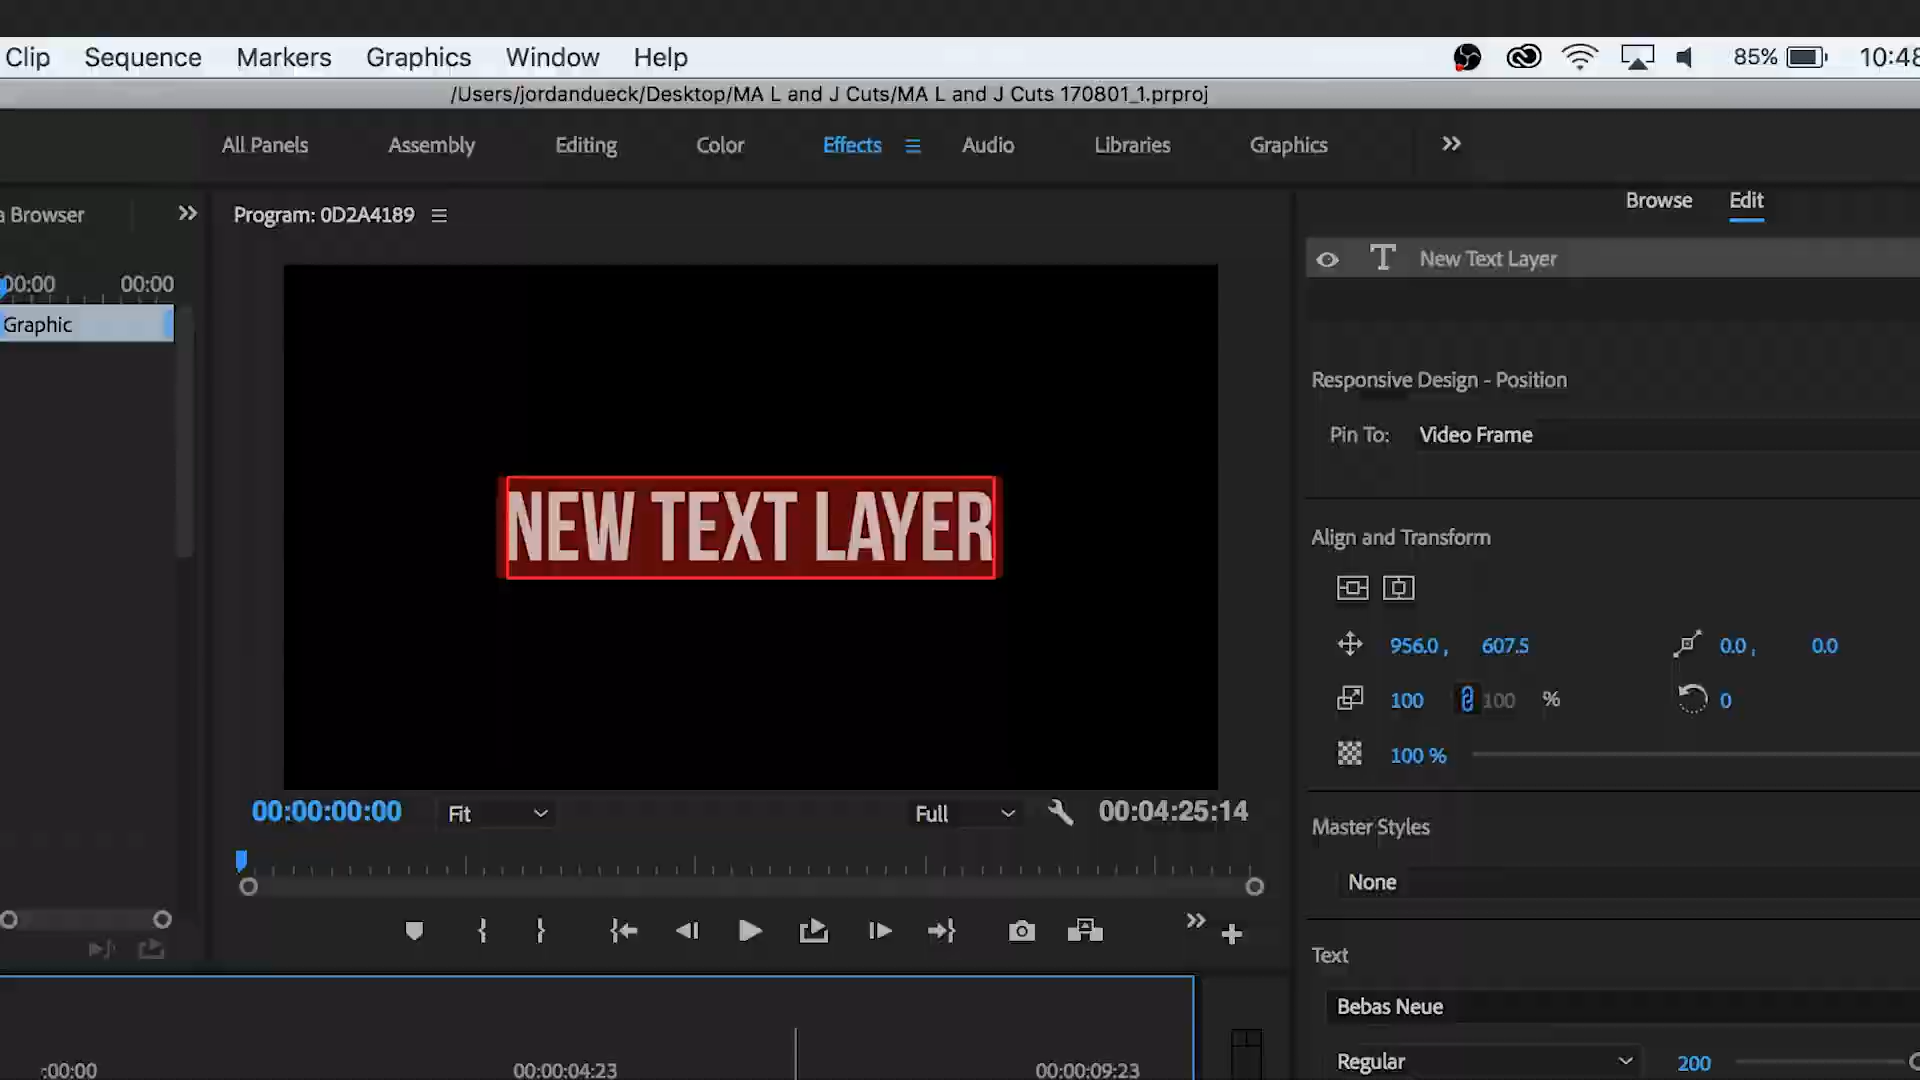 Clip Sequence Markers Graphics Window Help 85% 10:48
/Users/jordandueck/Desktop/MA L and J Cuts/MA L and J Cuts 170801_1.prproj
All Panels Assembly Editing Color Effects Audio Libraries Graphics
a Browser
Program: 0D2A4189
Browse Edit
New Text Layer
00:00 00:00
Graphic
Responsive Design - Position
Pin To: Video Frame
NEW TEXT LAYER
Align and Transform
956.0 , 607.5 0.0 , 0.0
100 100 % 0
100 %
00:00:00:00 Fit Full 00:04:25:14
Master Styles
None
Text
Bebas Neue
Regular 200
:00:00 00:00:04:23 00:00:09:23